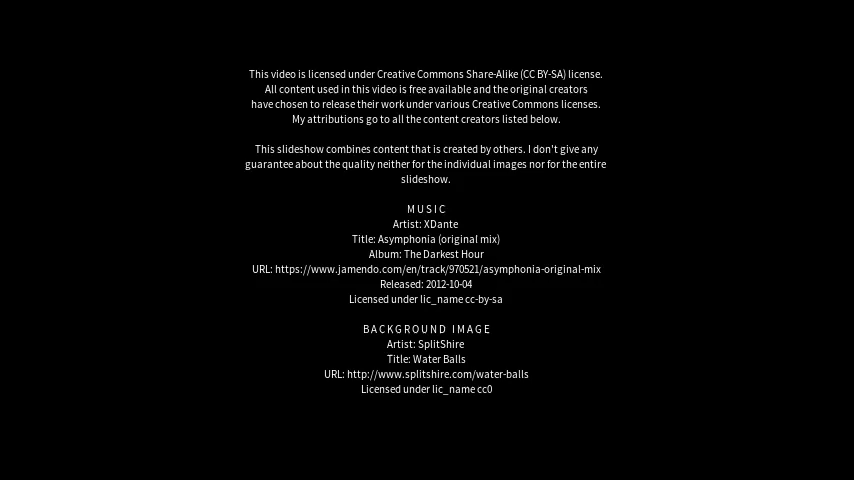 This video is licensed under Creative Commons Share-Alike (CC BY-SA) license.
All content used in this video is free available and the original creators
have chosen to release their work under various Creative Commons licenses.
My attributions go to all the content creators listed below.
This slideshow combines content that is created by others. I don't give any
guarantee about the quality neither for the individual images nor for the entire
slideshow.
MUSIC
Artist: XDante
Title: Asymphonia (original mix)
Album: The Darkest Hour
URL: https://www.jamendo.com/en/track/970521/asymphonia-original-mix
Released: 2012-10-04
Licensed under lic_name cc-by-sa
BACKGROUND IMAGE
Artist: SplitShire
Title: Water Balls
URL: http://www.splitshire.com/water-balls
Licensed under lic_name cc0